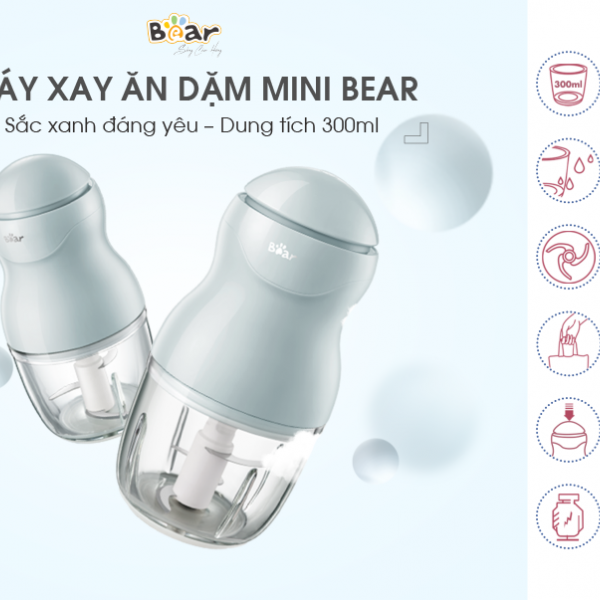 Bear
ÁY XAY ĂN DẶM MINI BEAR
Sắc xanh đáng yêu – Dung tích 300ml
300ml
Bear
Bear